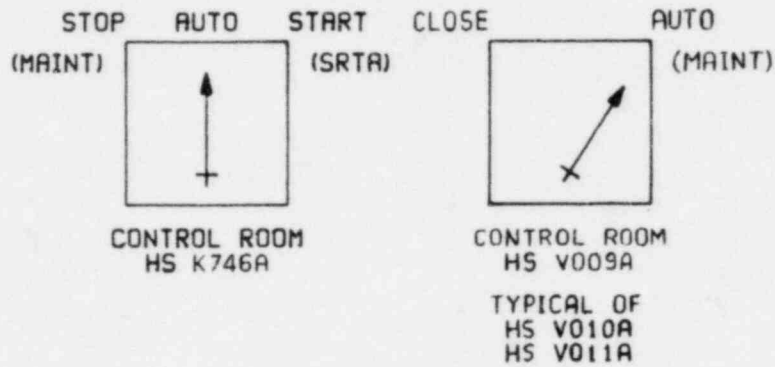 STOP AUTO START
(MAINT) (SRTA)
CONTROL ROOM
HS K746A
CLOSE AUTO
(MAINT)
CONTROL ROOM
HS V009A
TYPICAL OF
HS V010A
HS V011A